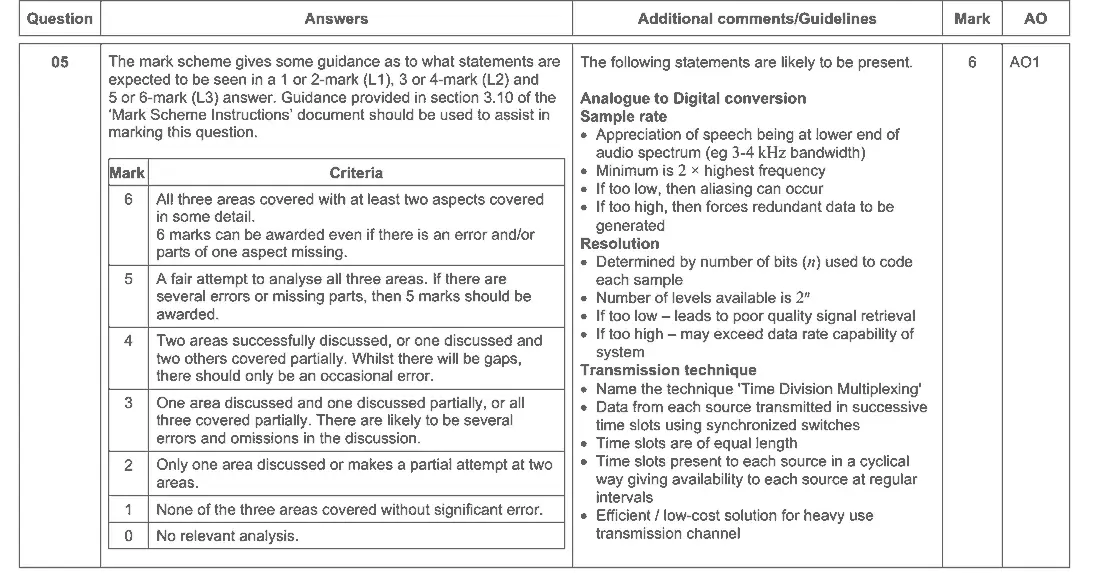 Question Answers Additional comments/Guidelines Mark AO
05 The mark scheme gives some guidance as to what statements are
expected to be seen in a 1 or 2-mark (L1), 3 or 4-mark (L2) and
5 or 6-mark (L3) answer. Guidance provided in section 3.10 of the
'Mark Scheme Instructions' document should be used to assist in
marking this question.
Mark Criteria
6 All three areas covered with at least two aspects covered
in some detail.
6 marks can be awarded even if there is an error and/or
parts of one aspect missing.
5 A fair attempt to analyse all three areas. If there are
several errors or missing parts, then 5 marks should be
awarded.
4 Two areas successfully discussed, or one discussed and
two others covered partially. Whilst there will be gaps,
there should only be an occasional error.
3 One area discussed and one discussed partially, or all
three covered partially. There are likely to be several
errors and omissions in the discussion.
2 Only one area discussed or makes a partial attempt at two
areas.
1 None of the three areas covered without significant error.
0 No relevant analysis.
The following statements are likely to be present.
Analogue to Digital conversion
Sample rate
• Appreciation of speech being at lower end of
audio spectrum (eg 3-4 kHz bandwidth)
• Minimum is 2 × highest frequency
• If too low, then aliasing can occur
• If too high, then forces redundant data to be
generated
Resolution
• Determined by number of bits (n) used to code
each sample
• Number of levels available is 2ⁿ
• If too low – leads to poor quality signal retrieval
• If too high – may exceed data rate capability of
system
Transmission technique
• Name the technique 'Time Division Multiplexing'
• Data from each source transmitted in successive
time slots using synchronized switches
• Time slots are of equal length
• Time slots present to each source in a cyclical
way giving availability to each source at regular
intervals
• Efficient / low-cost solution for heavy use
transmission channel
6 AO1